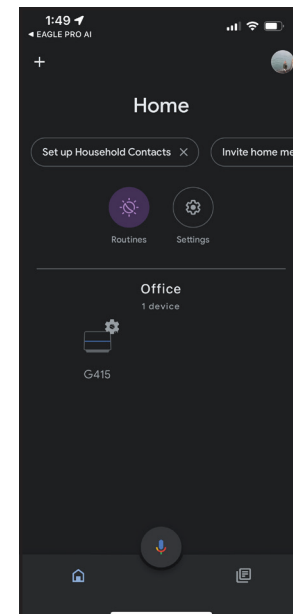 1:49
◄ EAGLE PRO AI
Home
Set up Household Contacts
Invite home me
Routines
Settings
Office
1 device
G415